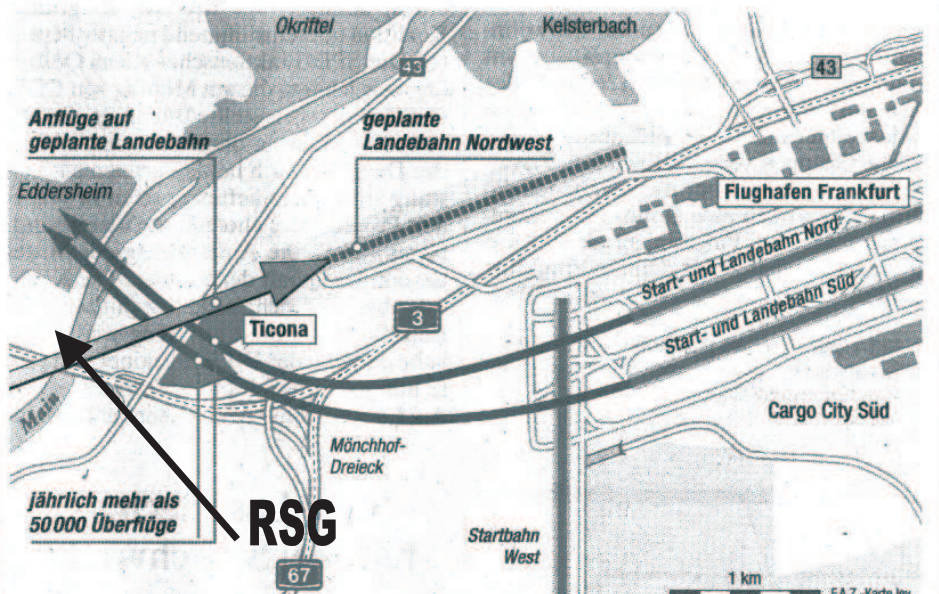 Okriftel
Kelsterbach
43
43
Anflüge auf
geplante Landebahn
geplante
Landebahn Nordwest
Eddersheim
Flughafen Frankfurt
Start- und Landebahn Nord
Start- und Landebahn Süd
Ticona
3
Main
Cargo City Süd
Mönchhof-
Dreieck
jährlich mehr als
50 000 Überflüge
RSG
Startbahn
West
67
1 km
F.A.Z.-Karte lev.